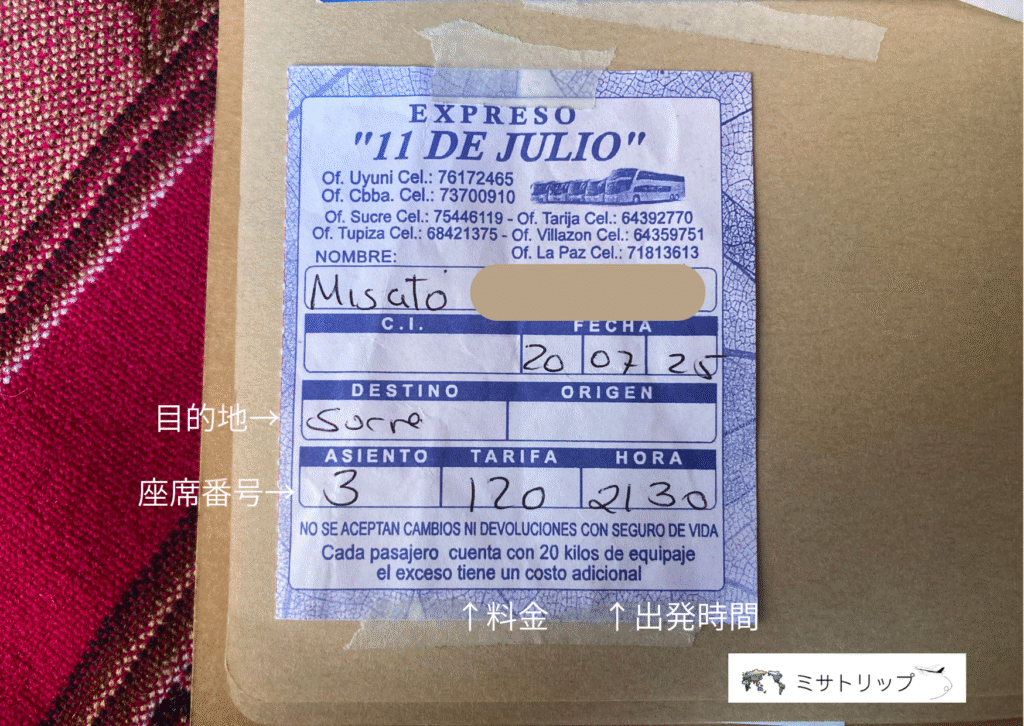 EXPRESO
"11 DE JULIO"
Of. Uyuni Cel.: 76172465
Of. Cbba. Cel.: 73700910
Of. Sucre Cel.: 75446119 - Of. Tarija Cel.: 64392770
Of. Tupiza Cel.: 68421375 - Of. Villazon Cel.: 64359751
Of. La Paz Cel.: 71813613
NOMBRE:
Misato
C.I. FECHA
20 07 25
DESTINO ORIGEN
目的地→ Sucre
ASIENTO TARIFA HORA
座席番号→ 3 120 2130
NO SE ACEPTAN CAMBIOS NI DEVOLUCIONES CON SEGURO DE VIDA
Cada pasajero cuenta con 20 kilos de equipaje
el exceso tiene un costo adicional
↑料金 ↑出発時間
ミサトリップ